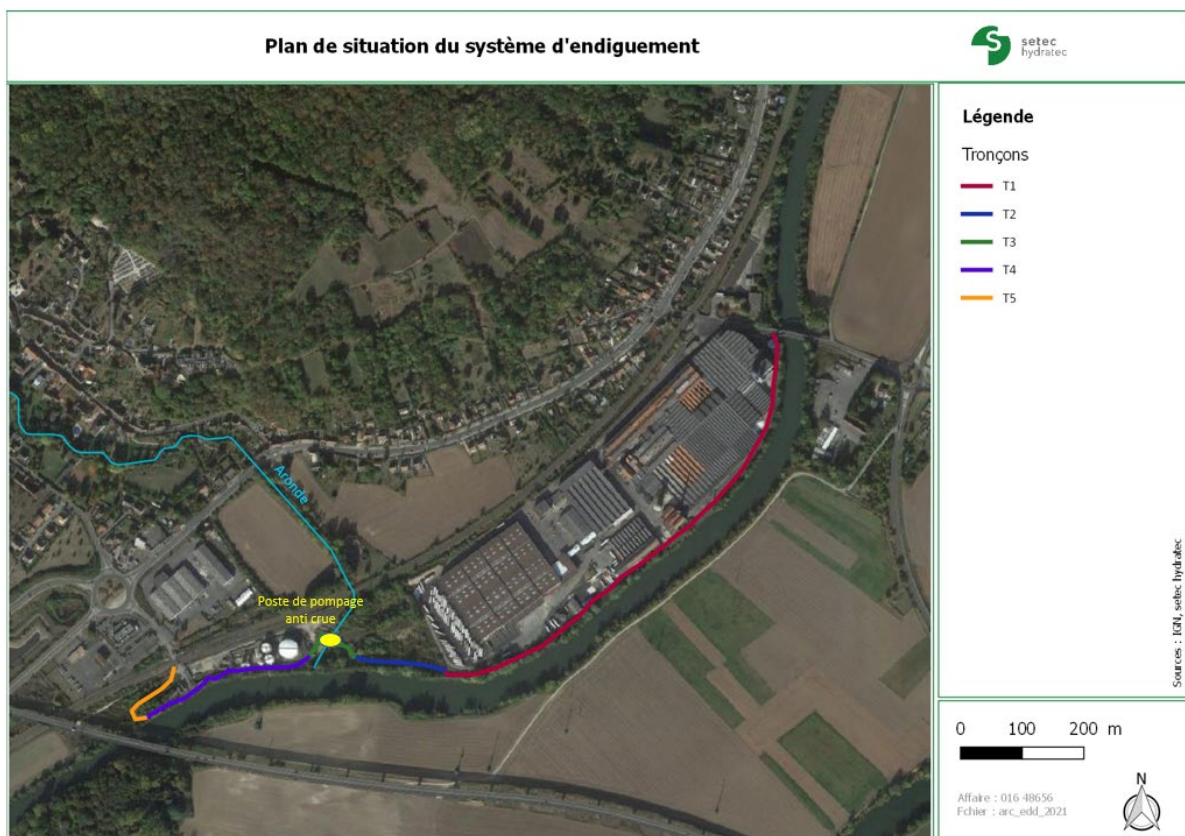 Plan de situation du système d'endiguement
setec
hydratec
Légende
Tronçons
T1
T2
T3
T4
T5
Aronde
Poste de pompage
anti crue
Sources : IGN, setec hydratec
0 100 200 m
Affaire : 016 48656
Fchier : arc_edd_2021
N